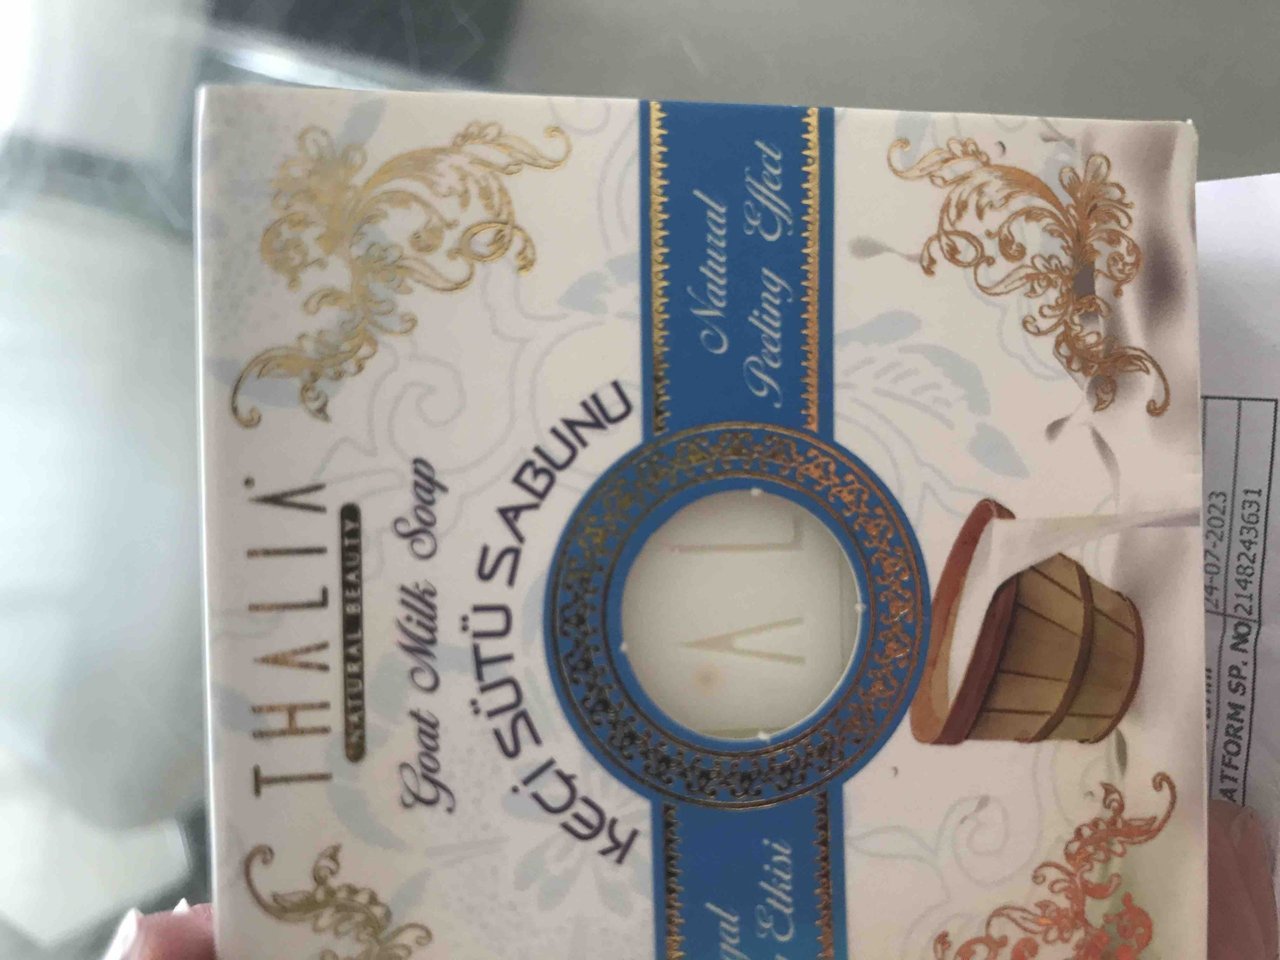 THALIA
NATURAL BEAUTY
Goat Milk Soap
KEÇİ SÜTÜ SABUNU
Natural
Peeling Effect
Etkisi
24-07-2023
ATFORM SP. NO 2148243631